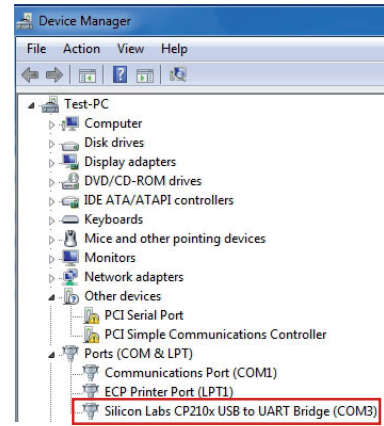 Device Manager
File Action View Help
Test-PC
Computer
Disk drives
Display adapters
DVD/CD-ROM drives
IDE ATA/ATAPI controllers
Keyboards
Mice and other pointing devices
Monitors
Network adapters
Other devices
PCI Serial Port
PCI Simple Communications Controller
Ports (COM & LPT)
Communications Port (COM1)
ECP Printer Port (LPT1)
Silicon Labs CP210x USB to UART Bridge (COM3)